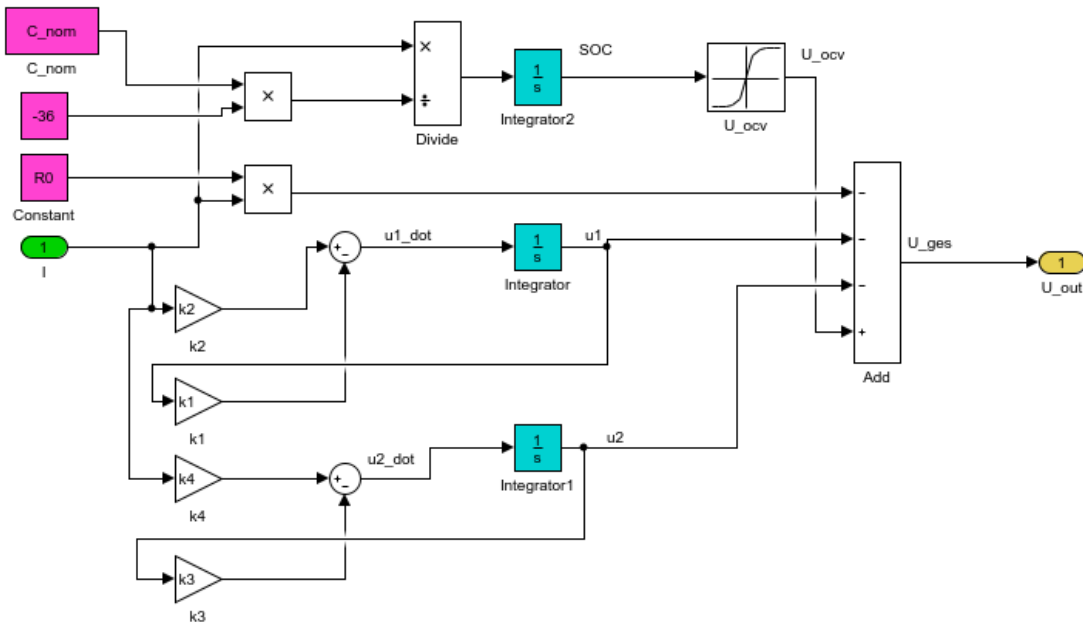 C_nom
C_nom
-36
×
×
÷
Divide
1
s
Integrator2
SOC
U_ocv
U_ocv
R0
Constant
×
1
I
+
-
u1_dot
1
s
Integrator
u1
k2
k2
k1
k1
-
-
-
+
Add
U_ges
1
U_out
k4
k4
+
-
u2_dot
1
s
Integrator1
u2
k3
k3